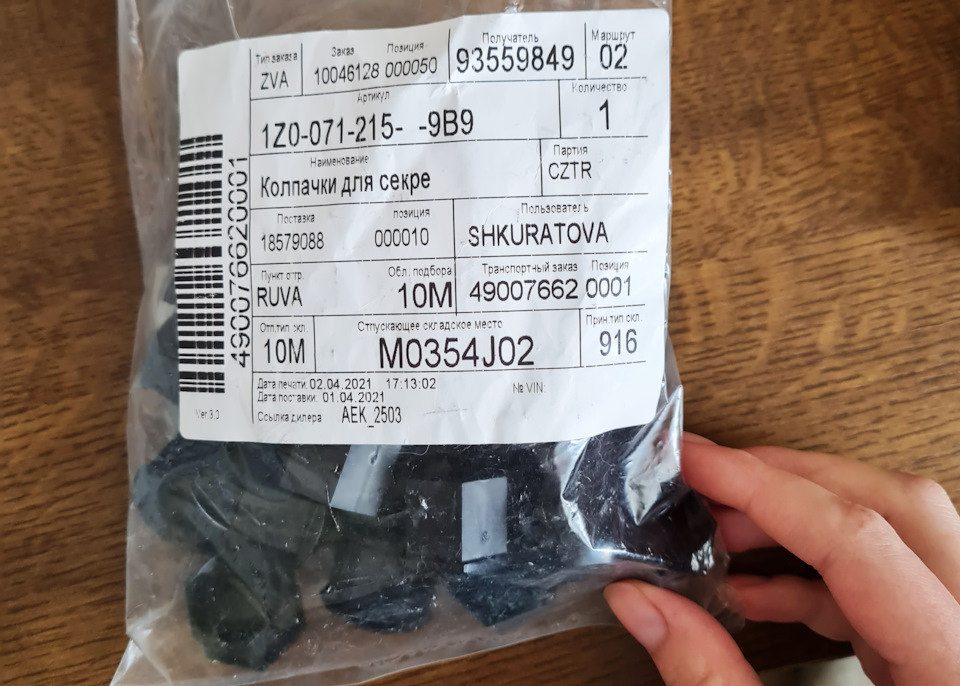 Тип заказа Заказ Позиция Получатель Маршрут
ZVA 10046128 000050 93559849 02
Артикул Количество
1Z0-071-215- -9B9 1
Наименование Партия
Колпачки для секре CZTR
Поставка позиция Пользователь
18579088 000010 SHKURATOVA
Пункт отгр. Обл. подбора Транспортный заказ Позиция
RUVA 10M 49007662 0001
Отп.тип скл. Отпускающее складское место Прин.тип скл.
10M M0354J02 916
Дата печати: 02.04.2021 17:13:02 № VIN:
Дата поставки: 01.04.2021
Ссылка дилера AEK_2503
490076620001
Ver 3.0